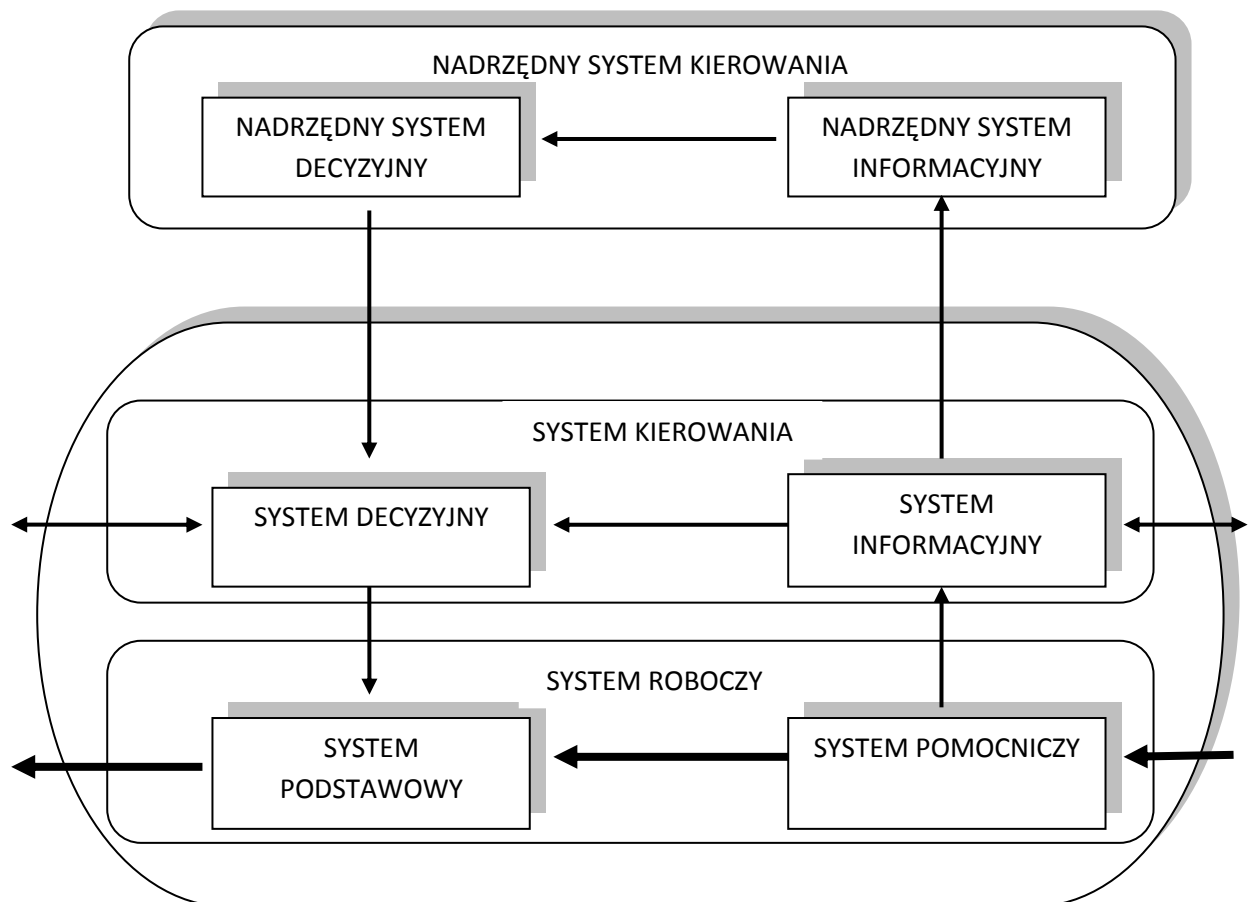 NADRZĘDNY SYSTEM KIEROWANIA
NADRZĘDNY SYSTEM
DECYZYJNY
NADRZĘDNY SYSTEM
INFORMACYJNY
SYSTEM KIEROWANIA
SYSTEM DECYZYJNY
SYSTEM
INFORMACYJNY
SYSTEM ROBOCZY
SYSTEM
PODSTAWOWY
SYSTEM POMOCNICZY